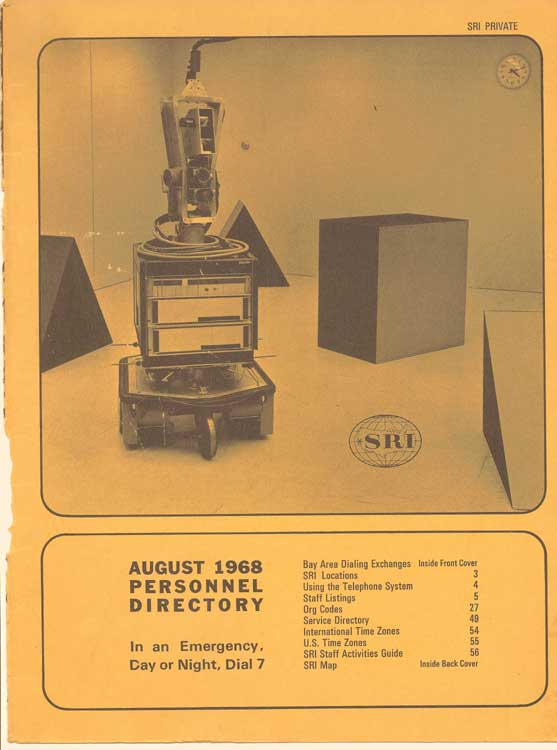 SRI PRIVATE
SRI
AUGUST 1968
PERSONNEL
DIRECTORY
In an Emergency,
Day or Night, Dial 7
Bay Area Dialing Exchanges Inside Front Cover
SRI Locations 3
Using the Telephone System 4
Staff Listings 5
Org Codes 27
Service Directory 49
International Time Zones 54
U.S. Time Zones 55
SRI Staff Activities Guide 56
SRI Map Inside Back Cover